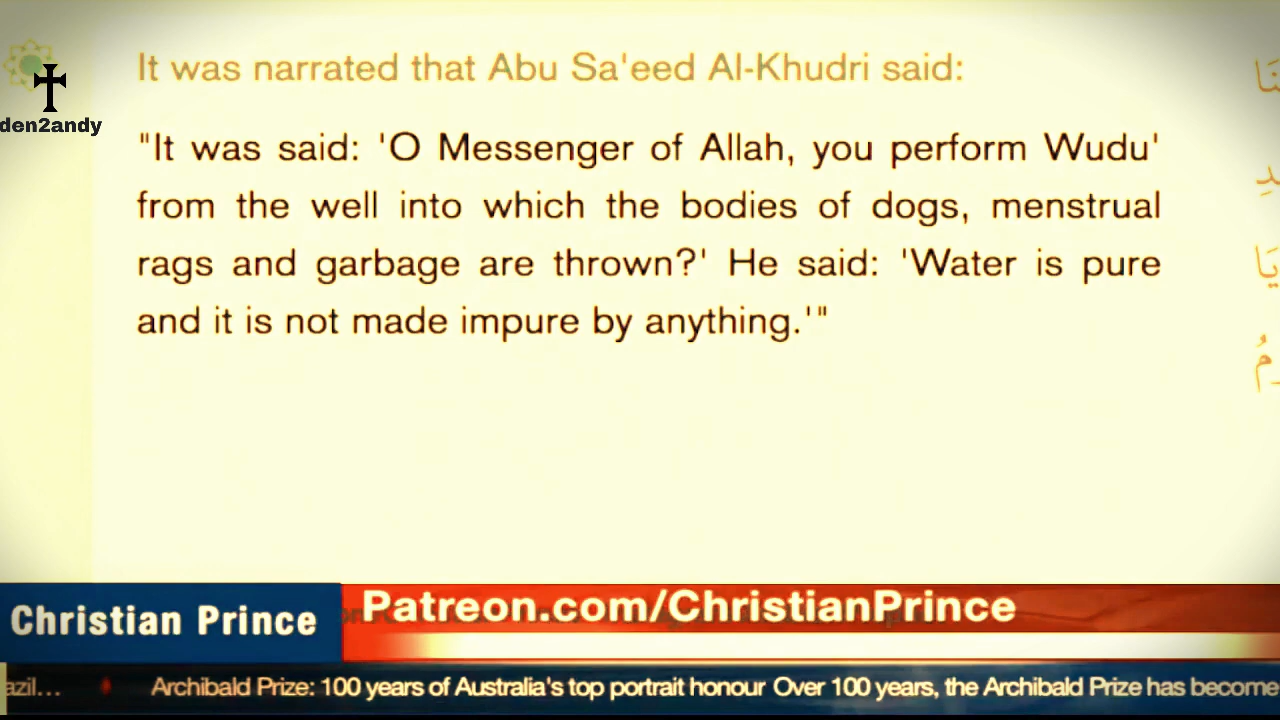 It was narrated that Abu Sa'eed Al-Khudri said:
den2andy
"It was said: 'O Messenger of Allah, you perform Wudu'
from the well into which the bodies of dogs, menstrual
rags and garbage are thrown?' He said: 'Water is pure
and it is not made impure by anything.'"
Christian Prince
Patreon.com/ChristianPrince
azil... Archibald Prize: 100 years of Australia's top portrait honour Over 100 years, the Archibald Prize has become